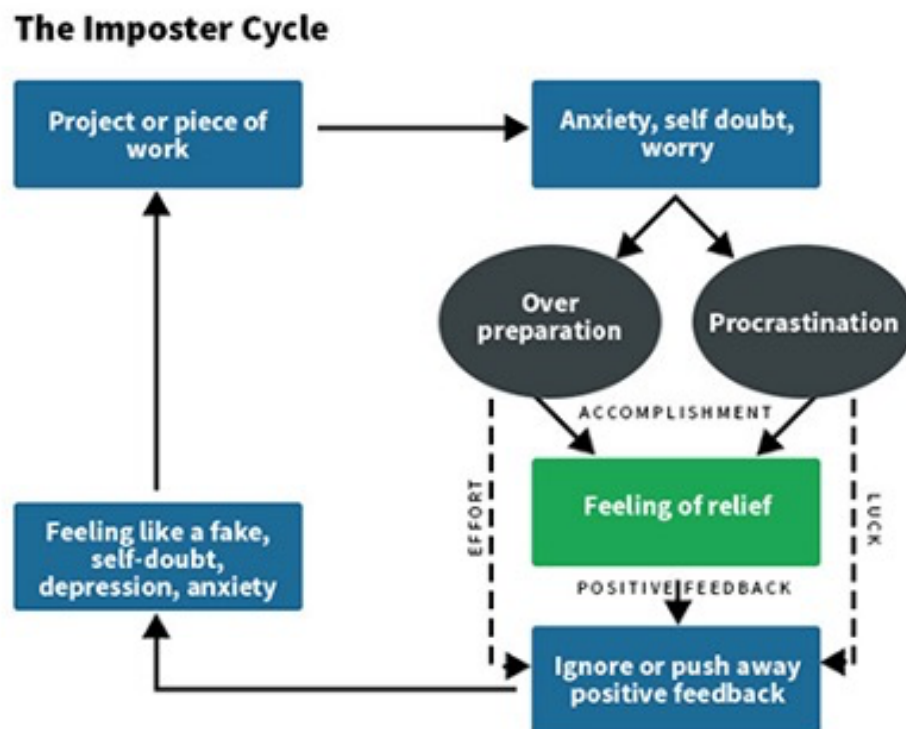 The Imposter Cycle
Project or piece of
work
Anxiety, self doubt,
worry
Over
preparation
Procrastination
ACCOMPLISHMENT
EFFORT
Feeling of relief
LUCK
POSITIVE FEEDBACK
Feeling like a fake,
self-doubt,
depression, anxiety
Ignore or push away
positive feedback